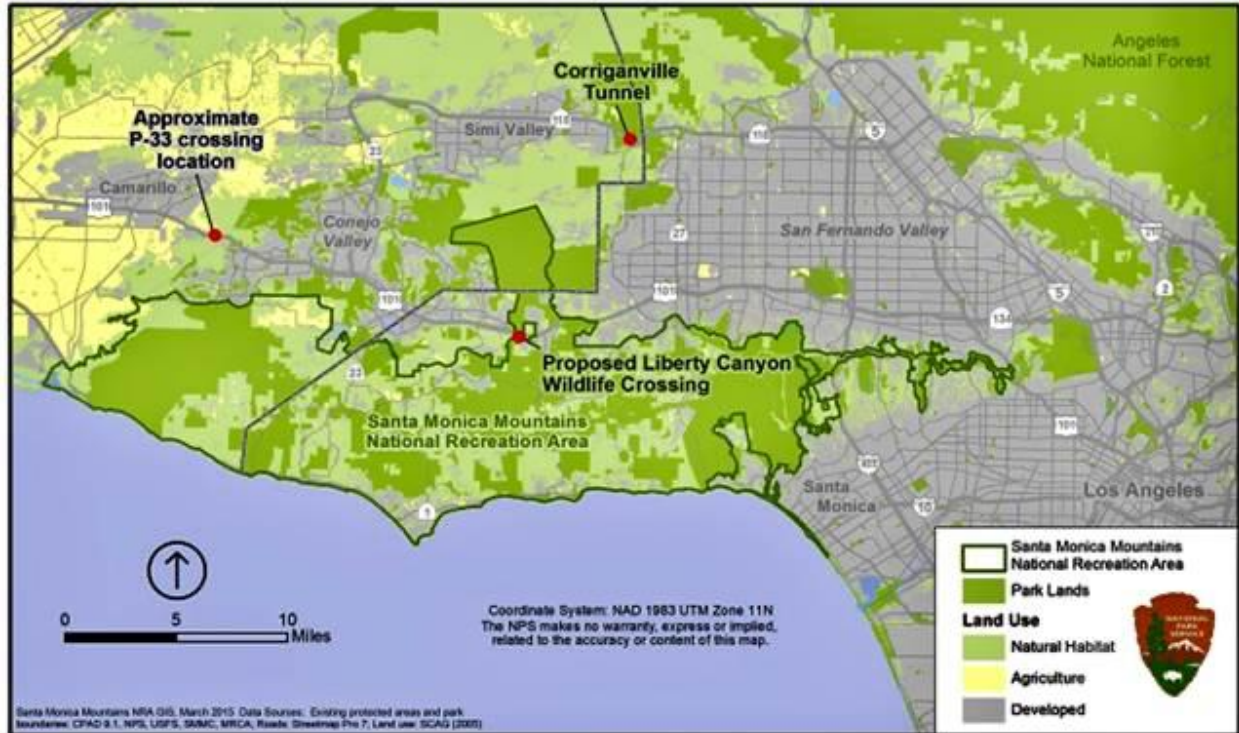 Angeles
National Forest
Corriganville
Tunnel
Approximate
P-33 crossing
location
Simi Valley
118
118
5
23
Camarillo
101
Conejo
Valley
27
San Fernando Valley
210
101
101
5
2
134
Proposed Liberty Canyon
Wildlife Crossing
23
Santa Monica Mountains
National Recreation Area
101
405
Santa
Monica
10
Los Angeles
1
0 5 10
Miles
Coordinate System: NAD 1983 UTM Zone 11N
The NPS makes no warranty, express or implied,
related to the accuracy or content of this map.
Santa Monica Mountains
National Recreation Area
Park Lands
Land Use
Natural Habitat
Agriculture
Developed
NATIONAL
PARK
SERVICE
Santa Monica Mountains NRA GIS, March 2015 Data Sources: Existing protected areas and park
boundaries: CPAD 9.1, NPS, USFS, SMMC, MRCA; Roads: Streetmap Pro 7; Land use: SCAG (2005)